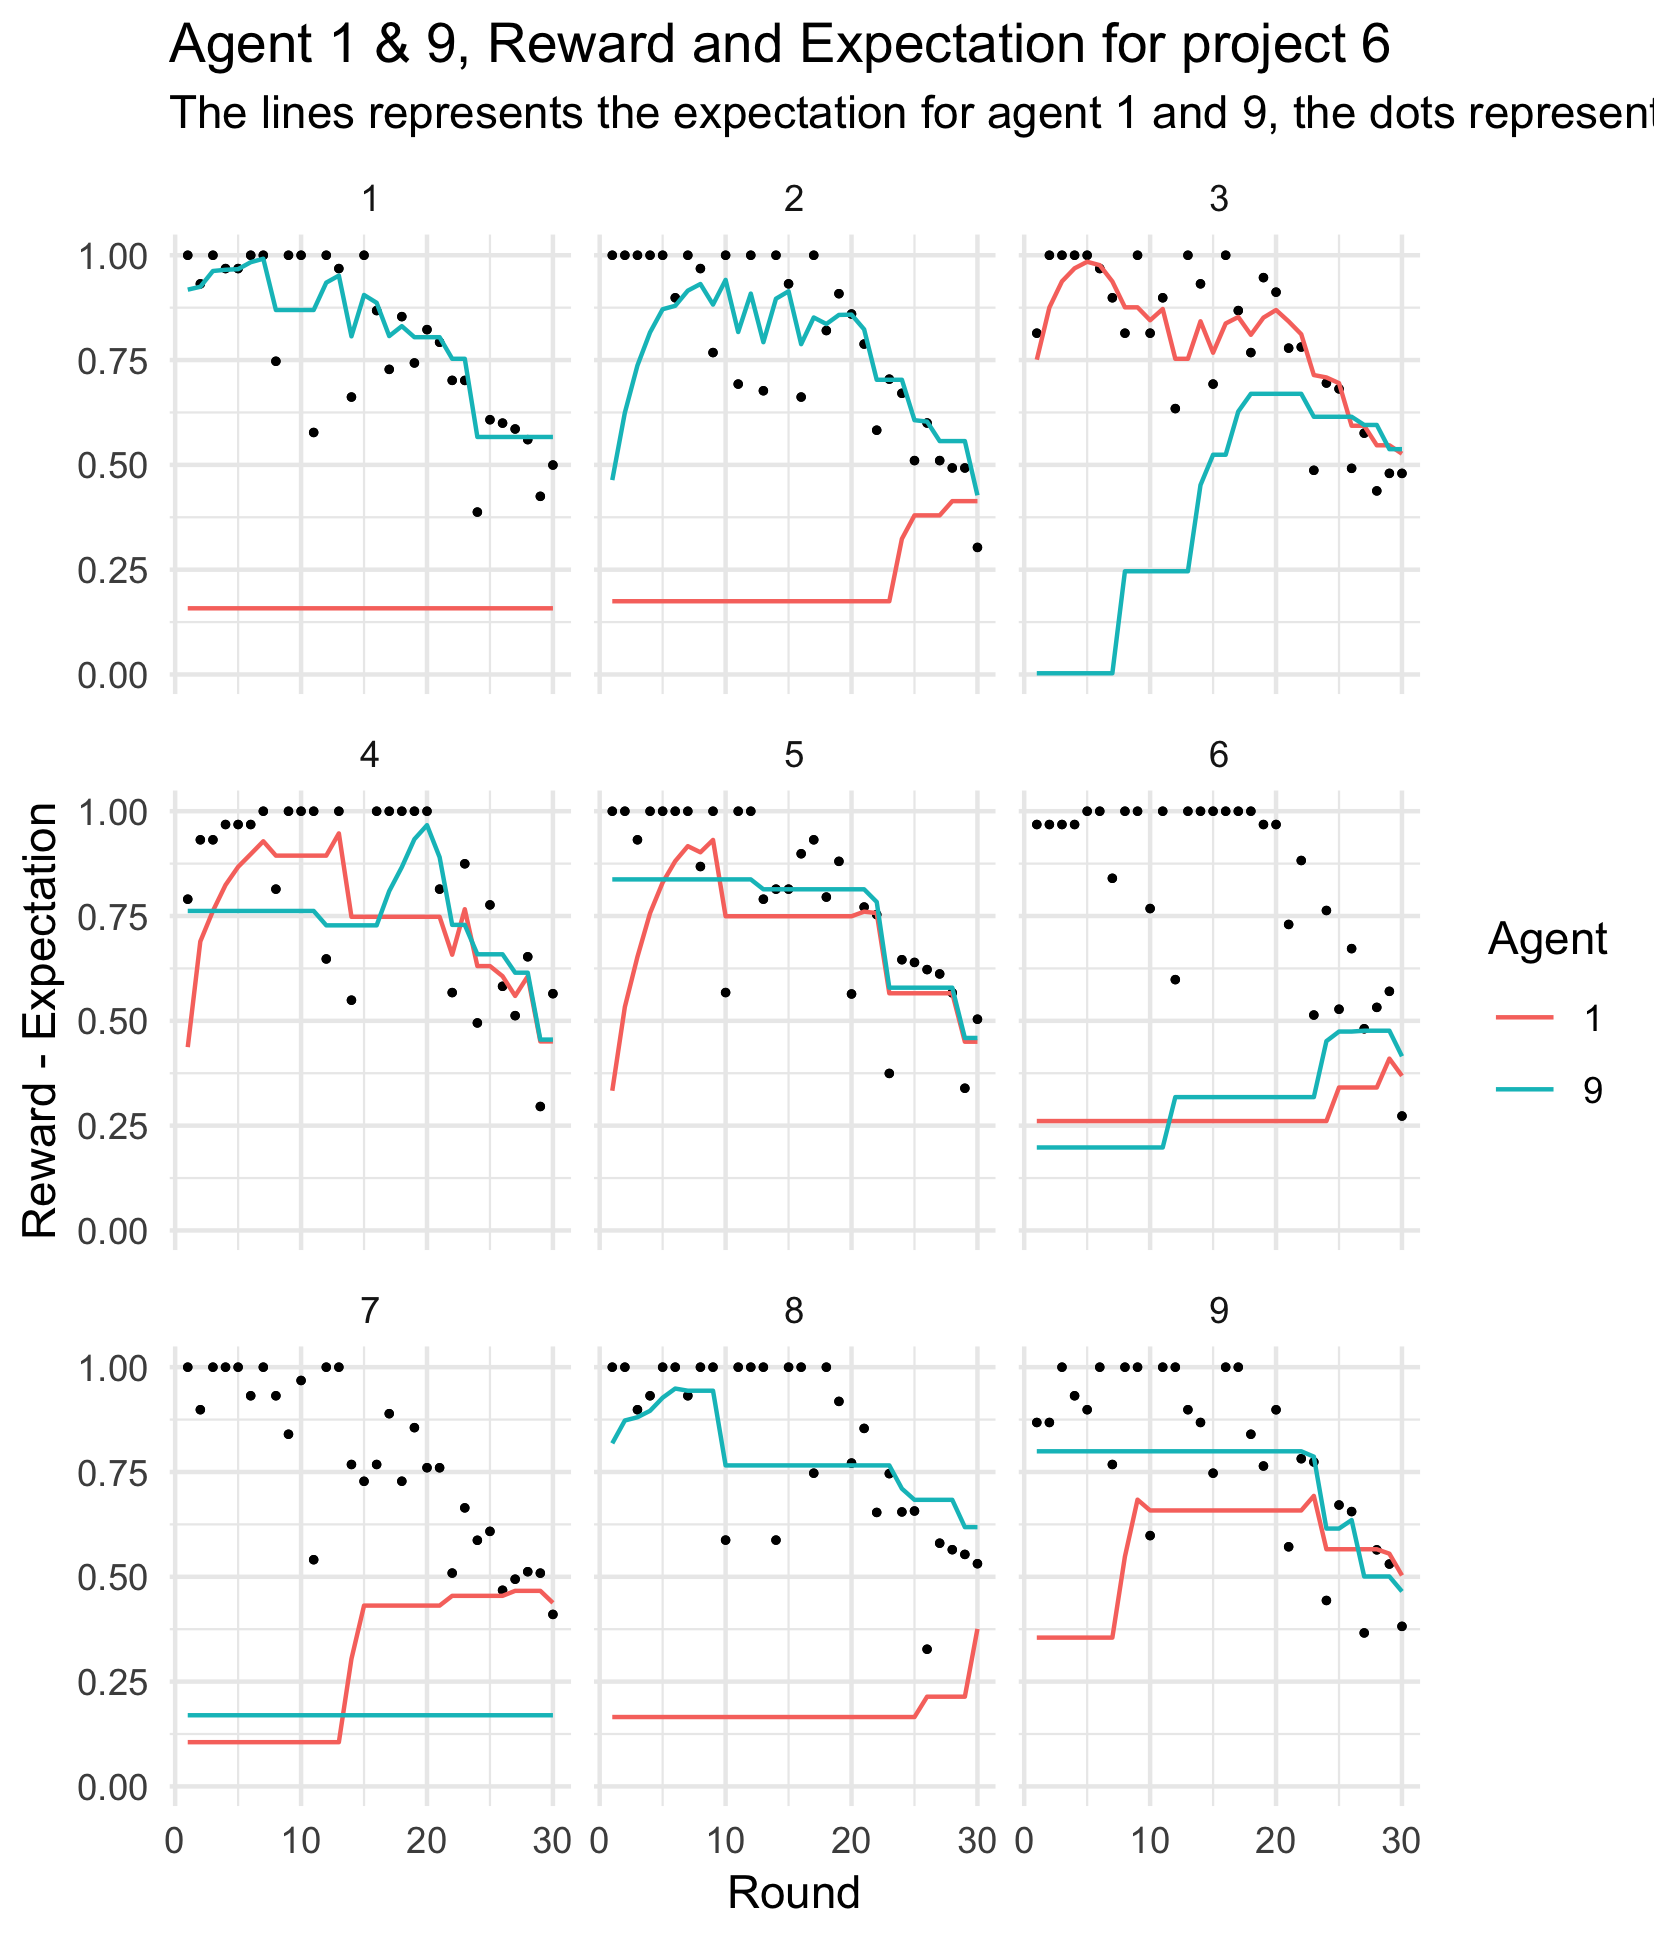 Agent 1 & 9, Reward and Expectation for project 6
The lines represents the expectation for agent 1 and 9, the dots represent
1 2 3
1.00
0.75
0.50
0.25
0.00
4 5 6
1.00
0.75
0.50
0.25
0.00
Reward - Expectation
Agent
1
9
7 8 9
1.00
0.75
0.50
0.25
0.00
0 10 20 30 0 10 20 30 0 10 20 30
Round